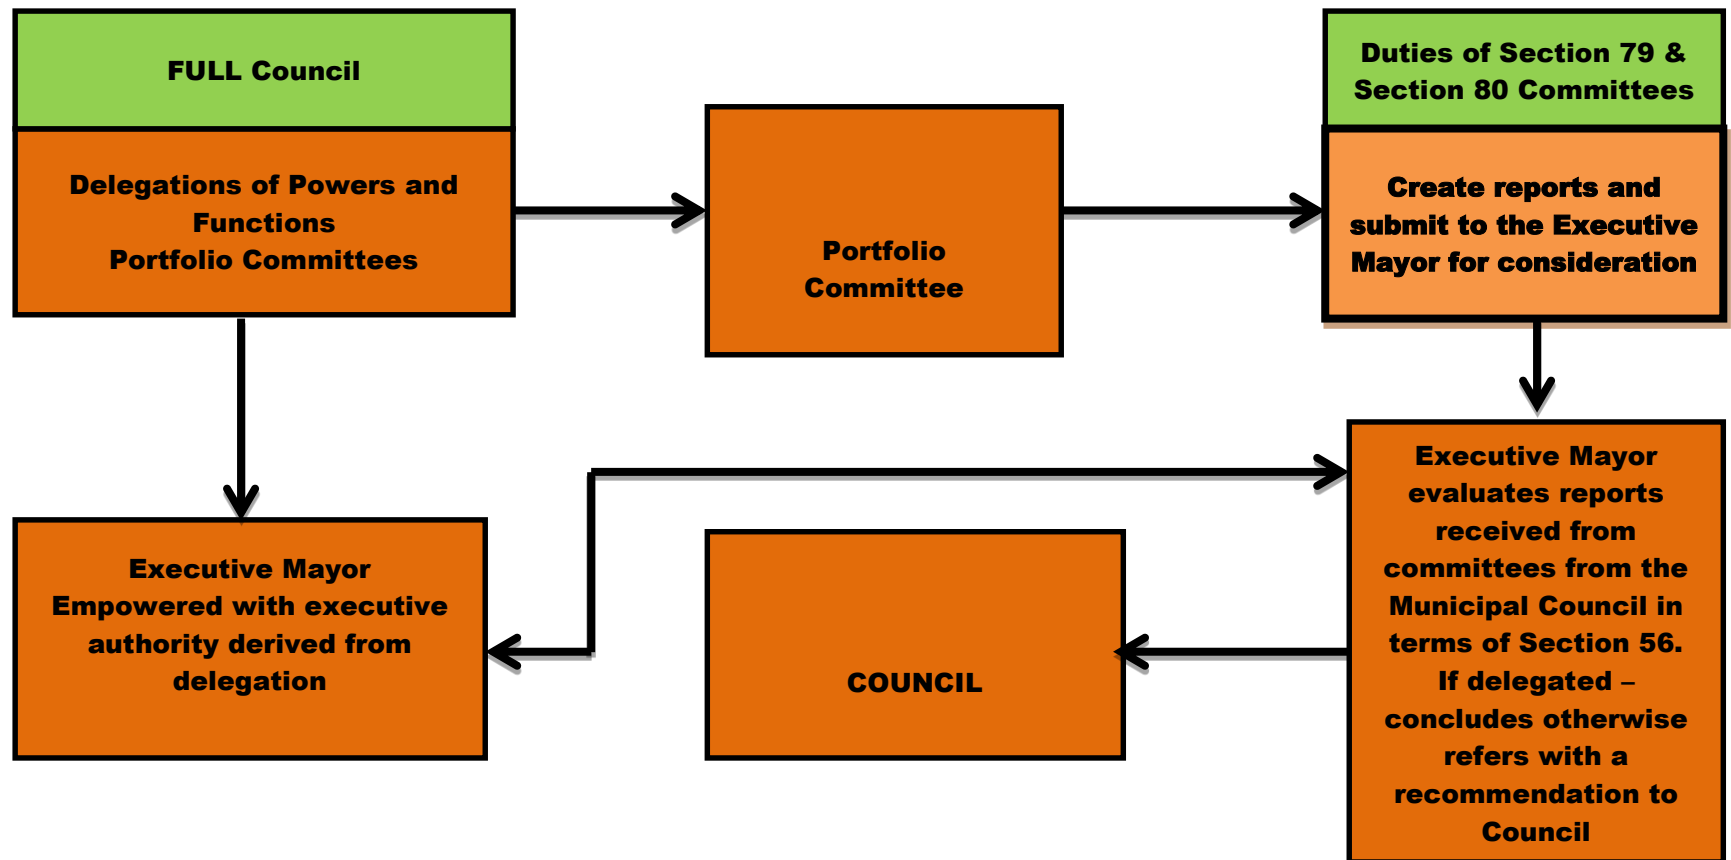 FULL Council
Delegations of Powers and
Functions
Portfolio Committees
Portfolio
Committee
Duties of Section 79 &
Section 80 Committees
Create reports and
submit to the Executive
Mayor for consideration
Executive Mayor
Empowered with executive
authority derived from
delegation
COUNCIL
Executive Mayor
evaluates reports
received from
committees from the
Municipal Council in
terms of Section 56.
If delegated –
concludes otherwise
refers with a
recommendation to
Council